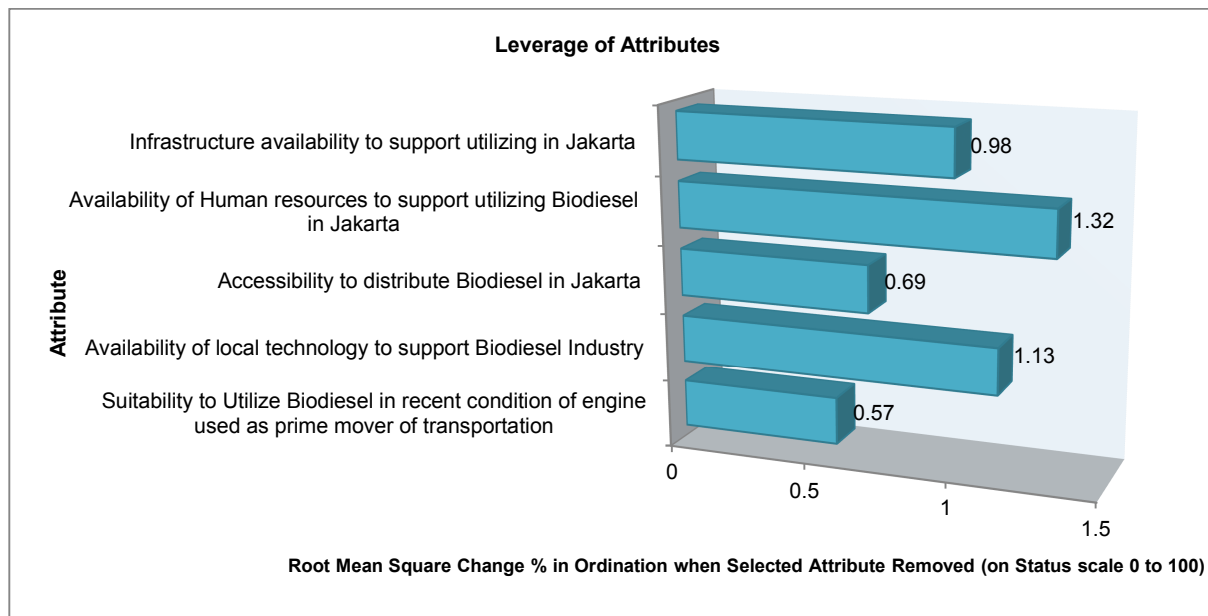 Leverage of Attributes
Infrastructure availability to support utilizing in Jakarta
0.98
Availability of Human resources to support utilizing Biodiesel
in Jakarta
1.32
Accessibility to distribute Biodiesel in Jakarta
0.69
Attribute
Availability of local technology to support Biodiesel Industry
1.13
Suitability to Utilize Biodiesel in recent condition of engine
used as prime mover of transportation
0.57
0
0.5
1
1.5
Root Mean Square Change % in Ordination when Selected Attribute Removed (on Status scale 0 to 100)